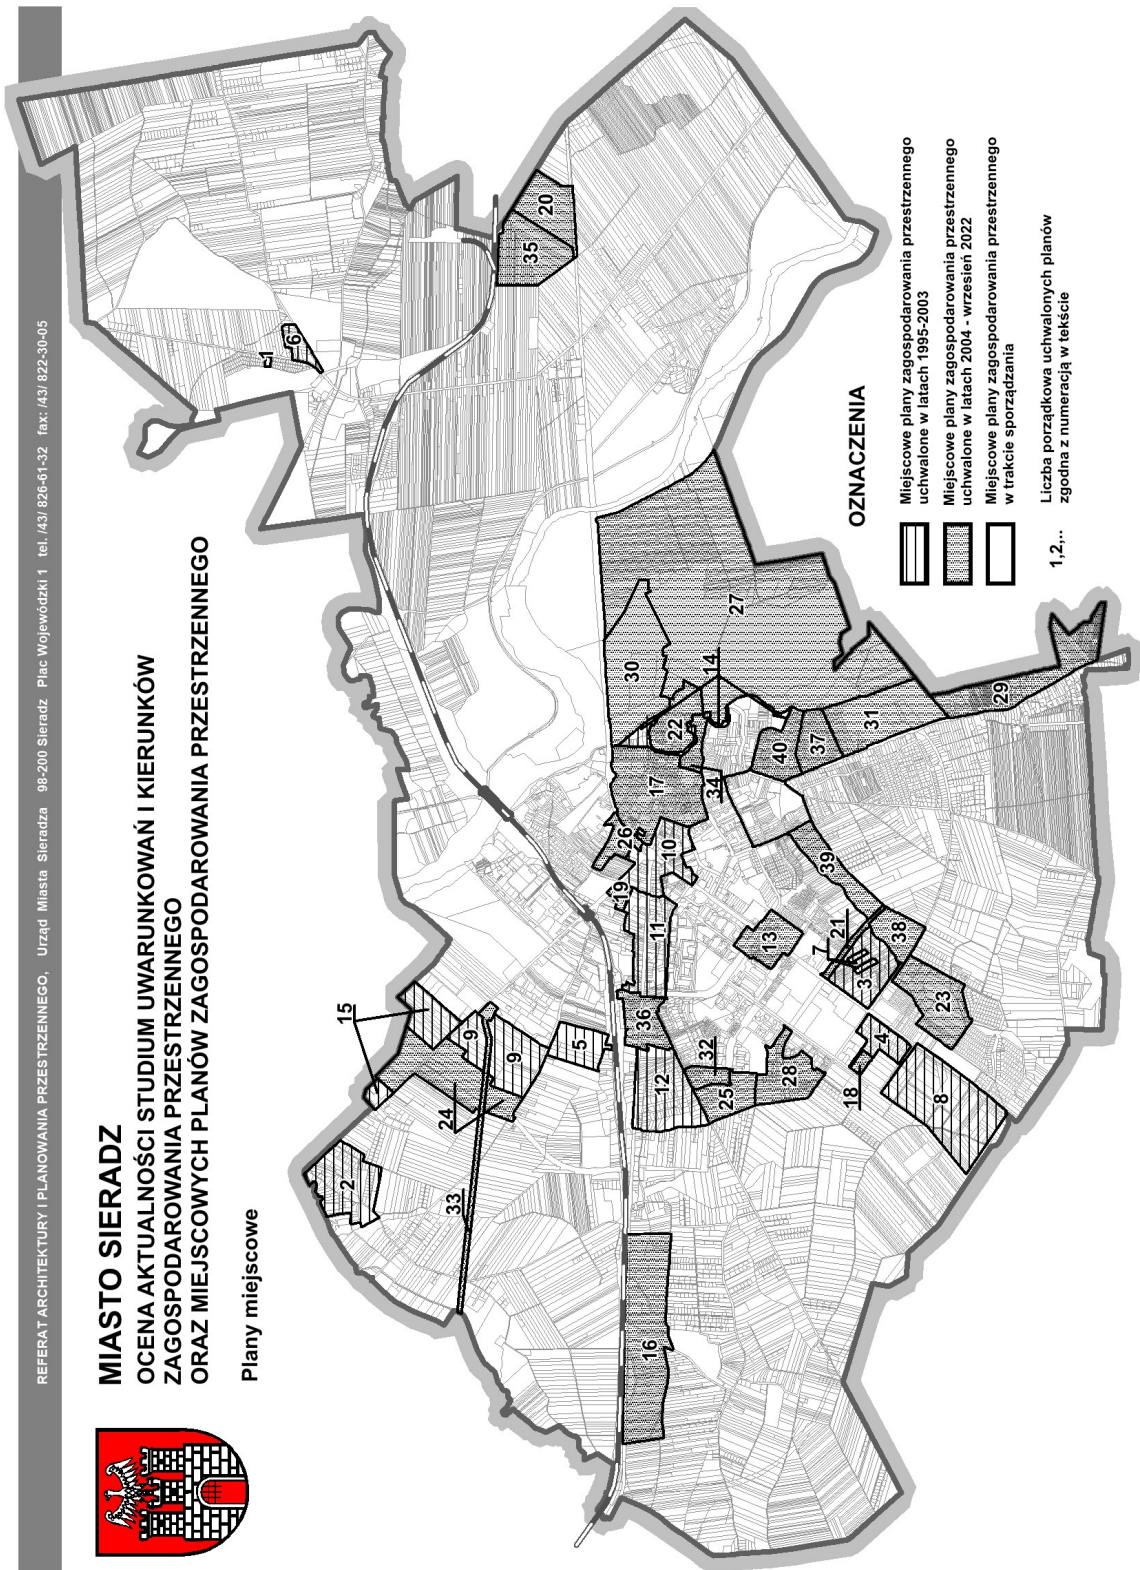 REFERAT ARCHITEKTURY I PLANOWANIA PRZESTRZENNEGO, Urząd Miasta Sieradza 98-200 Sieradz Plac Wojewódzki 1 tel. /43/ 826-61-32 fax: /43/ 822-30-05
MIASTO SIERADZ
OCENA AKTUALNOŚCI STUDIUM UWARUNKOWAŃ I KIERUNKÓW
ZAGOSPODAROWANIA PRZESTRZENNEGO
ORAZ MIEJSCOWYCH PLANÓW ZAGOSPODAROWANIA PRZESTRZENNEGO
Plany miejscowe
1
6
20
35
15
9
9
5
24
2
33
16
12
36
32
25
28
11
19
26
10
17
34
22
30
14
27
40
37
31
29
13
39
21
7
3
38
23
4
18
8
OZNACZENIA
Miejscowe plany zagospodarowania przestrzennego
uchwalone w latach 1995-2003
Miejscowe plany zagospodarowania przestrzennego
uchwalone w latach 2004 - wrzesień 2022
Miejscowe plany zagospodarowania przestrzennego
w trakcie sporządzania
1,2,.. Liczba porządkowa uchwalonych planów
zgodna z numeracją w tekście